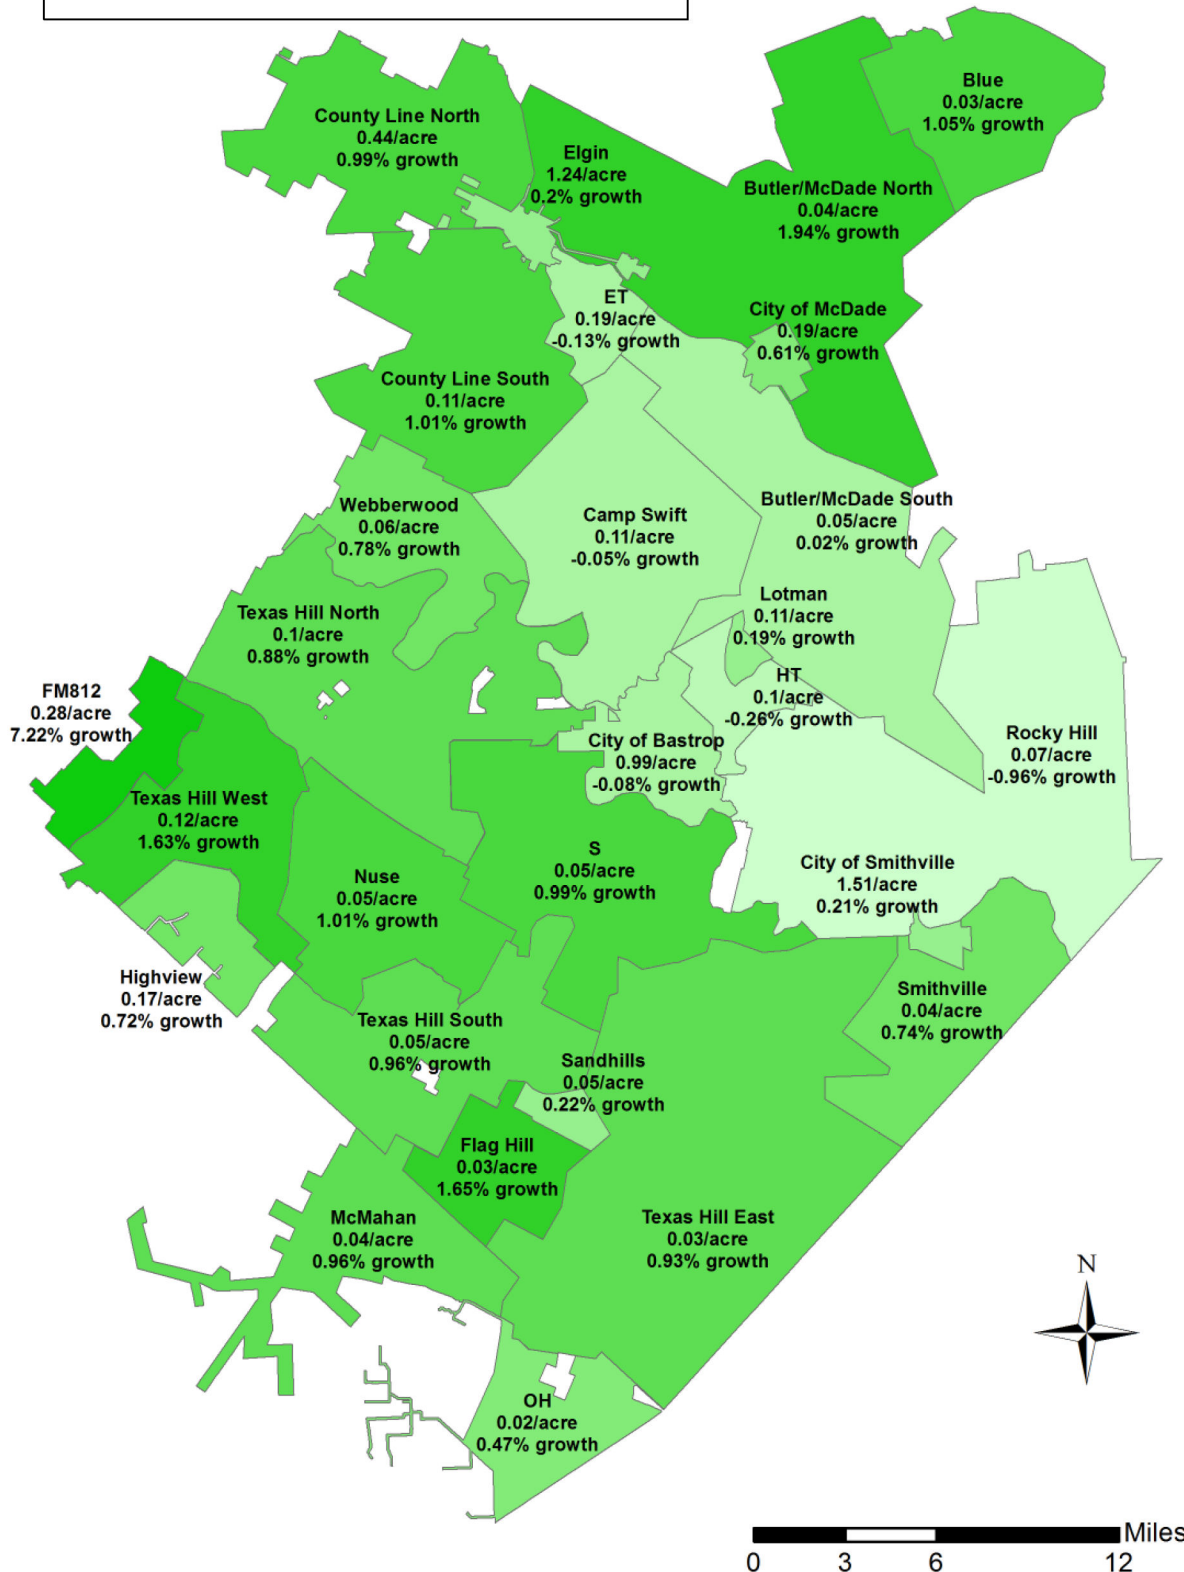 Blue
0.03/acre
1.05% growth
County Line North
0.44/acre
0.99% growth
Elgin
1.24/acre
0.2% growth
Butler/McDade North
0.04/acre
1.94% growth
ET
0.19/acre
-0.13% growth
City of McDade
0.19/acre
0.61% growth
County Line South
0.11/acre
1.01% growth
Webberwood
0.06/acre
0.78% growth
Camp Swift
0.11/acre
-0.05% growth
Butler/McDade South
0.05/acre
0.02% growth
Lotman
0.11/acre
0.19% growth
Texas Hill North
0.1/acre
0.88% growth
HT
0.1/acre
-0.26% growth
FM812
0.28/acre
7.22% growth
City of Bastrop
0.99/acre
-0.08% growth
Rocky Hill
0.07/acre
-0.96% growth
Texas Hill West
0.12/acre
1.63% growth
S
0.05/acre
0.99% growth
City of Smithville
1.51/acre
0.21% growth
Nuse
0.05/acre
1.01% growth
Highview
0.17/acre
0.72% growth
Smithville
0.04/acre
0.74% growth
Texas Hill South
0.05/acre
0.96% growth
Sandhills
0.05/acre
0.22% growth
Flag Hill
0.03/acre
1.65% growth
McMahan
0.04/acre
0.96% growth
Texas Hill East
0.03/acre
0.93% growth
N
OH
0.02/acre
0.47% growth
Miles
0 3 6 12